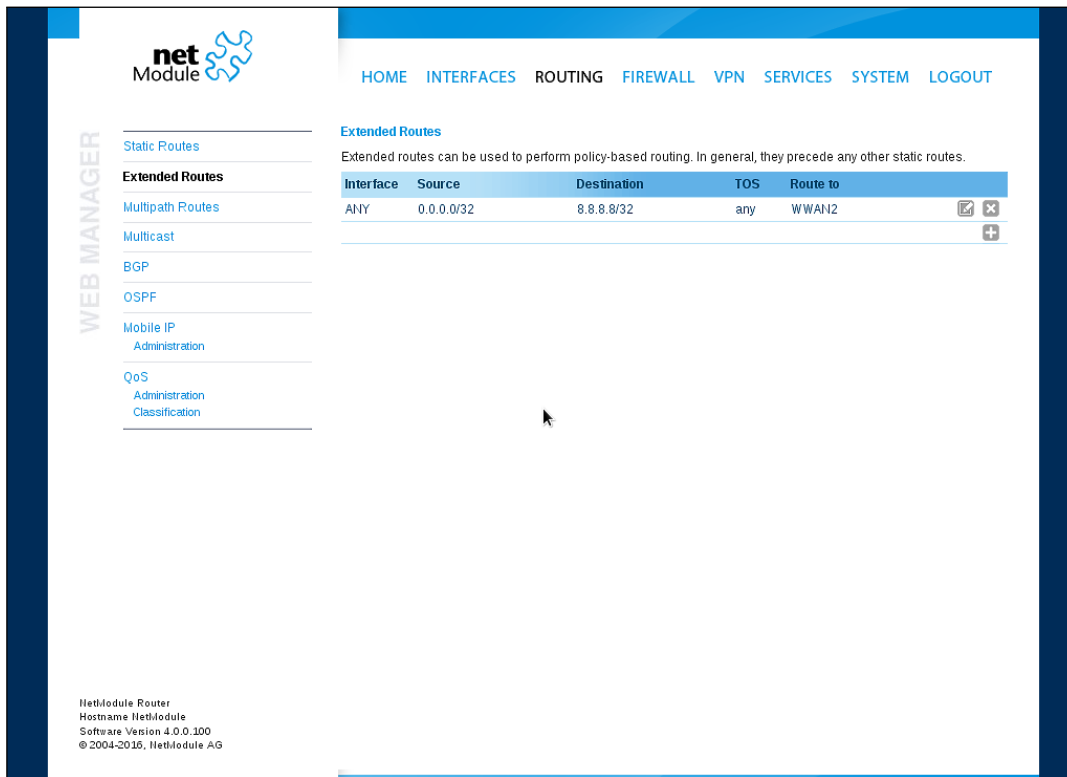 net
Module
HOME INTERFACES ROUTING FIREWALL VPN SERVICES SYSTEM LOGOUT
WEB MANAGER
Static Routes
Extended Routes
Multipath Routes
Multicast
BGP
OSPF
Mobile IP
Administration
QoS
Administration
Classification
Extended Routes
Extended routes can be used to perform policy-based routing. In general, they precede any other static routes.
Interface Source Destination TOS Route to
ANY 0.0.0.0/32 8.8.8.8/32 any WWAN2
NetModule Router
Hostname NetModule
Software Version 4.0.0.100
© 2004-2016, NetModule AG